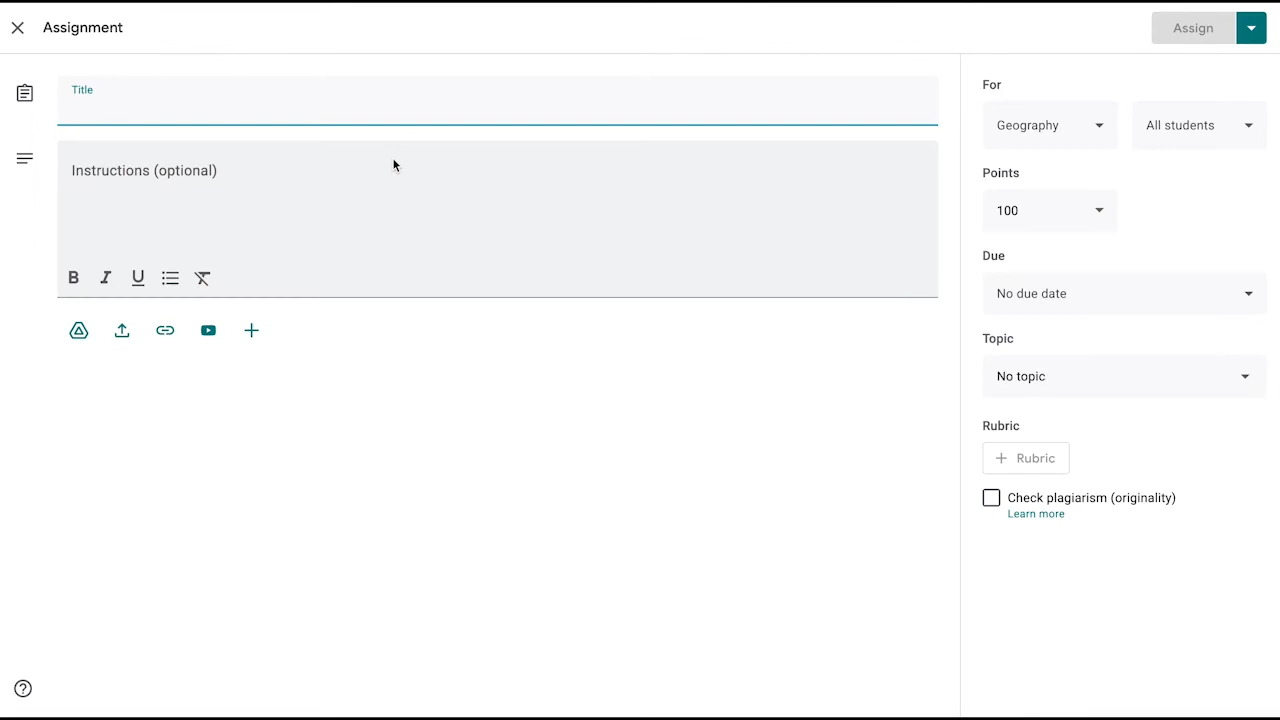 Assignment
Assign
Title
Instructions (optional)
B I U
For
Geography
All students
Points
100
Due
No due date
Topic
No topic
Rubric
Rubric
Check plagiarism (originality)
Learn more